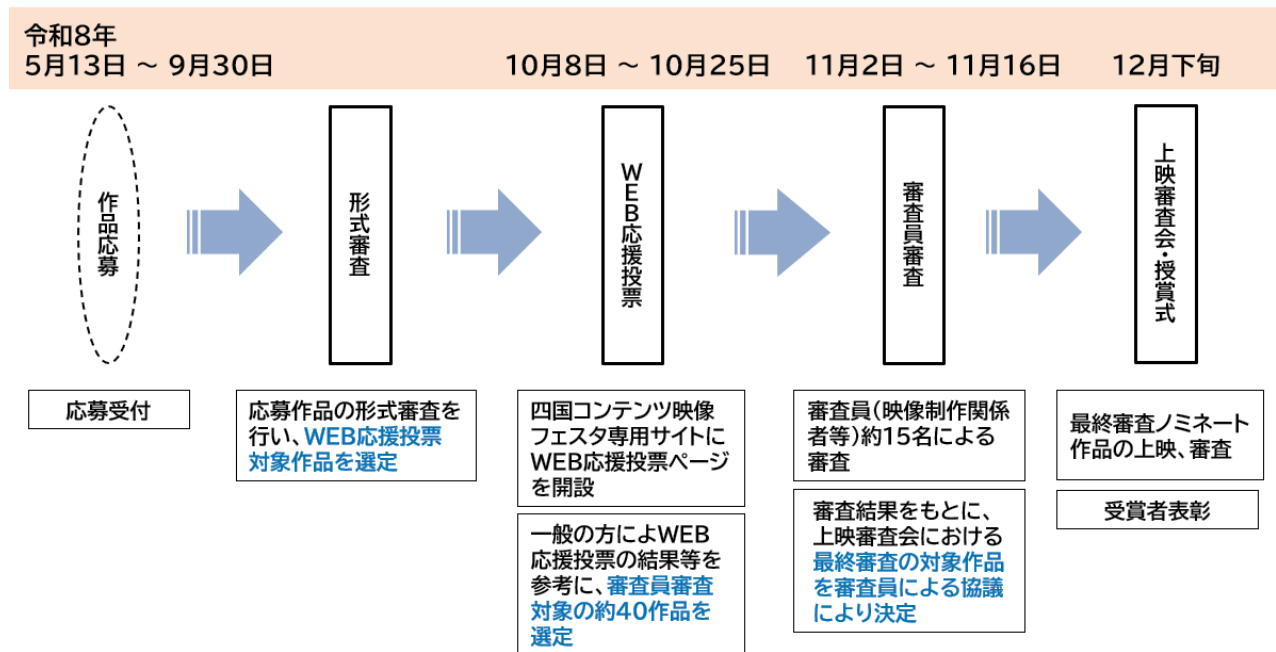 令和8年
5月13日 ～ 9月30日
10月8日 ～ 10月25日
11月2日 ～ 11月16日
12月下旬
作品応募
形式審査
WEB応援投票
審査員審査
上映審査会・授賞式
応募受付
応募作品の形式審査を
行い、WEB応援投票
対象作品を選定
四国コンテンツ映像
フェスタ専用サイトに
WEB応援投票ページ
を開設
一般の方によWEB
応援投票の結果等を
参考に、審査員審査
対象の約40作品を
選定
審査員（映像制作関係
者等）約15名による
審査
審査結果をもとに、
上映審査会における
最終審査の対象作品
を審査員による協議
により決定
最終審査ノミネート
作品の上映、審査
受賞者表彰